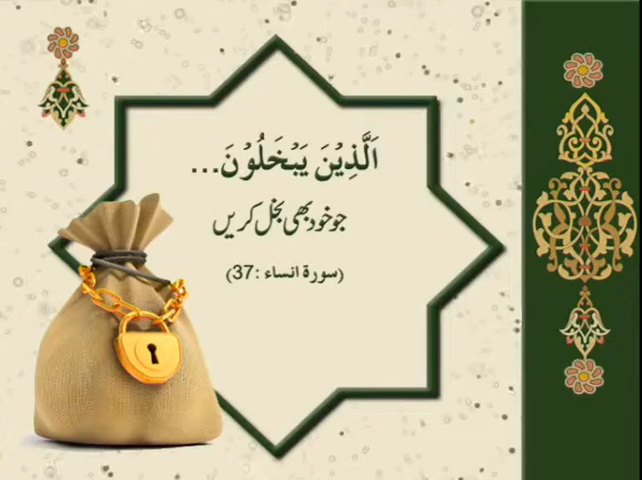 اَلَّذِيْنَ يَبْخَلُوْنَ...
جو خود بھی بخل کریں
(سورۃ انساء :37)